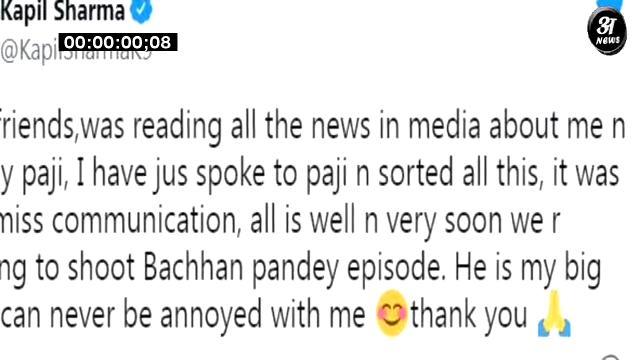 Kapil Sharma
अ
NEWS
00:00:00;08
friends,was reading all the news in media about me n
y paji, I have jus spoke to paji n sorted all this, it was
miss communication, all is well n very soon we r
ng to shoot Bachhan pandey episode. He is my big
can never be annoyed with me 😊thank you 🙏